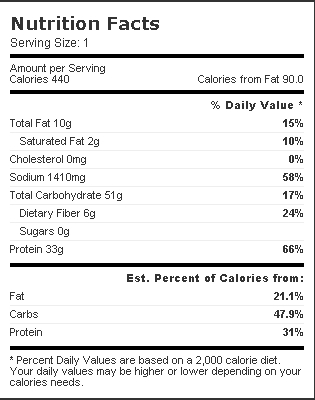 Nutrition Facts
Serving Size: 1
Amount per Serving
Calories 440 Calories from Fat 90.0
% Daily Value *
Total Fat 10g 15%
Saturated Fat 2g 10%
Cholesterol 0mg 0%
Sodium 1410mg 58%
Total Carbohydrate 51g 17%
Dietary Fiber 6g 24%
Sugars 0g
Protein 33g 66%
Est. Percent of Calories from:
Fat 21.1%
Carbs 47.9%
Protein 31%
* Percent Daily Values are based on a 2,000 calorie diet.
Your daily values may be higher or lower depending on your
calories needs.